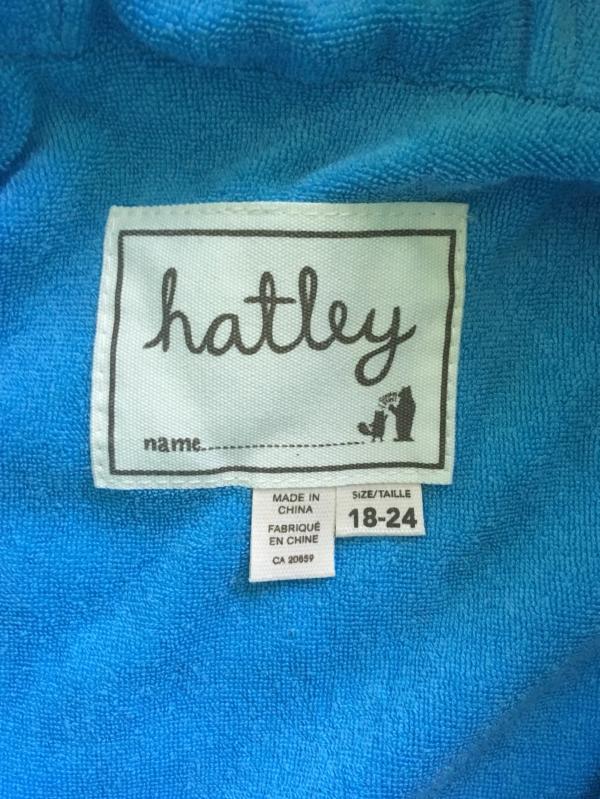 hatley
name
MADE IN
CHINA
FABRIQUÉ
EN CHINE
CA 20859
SIZE/TAILLE
18-24